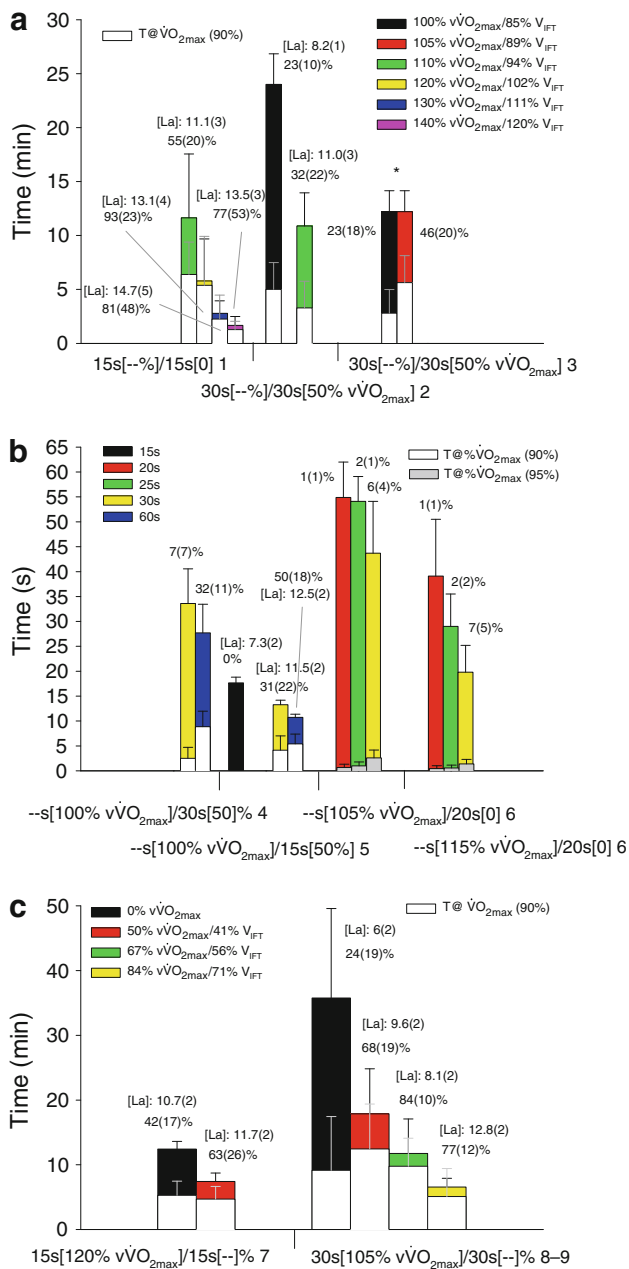 a
T@V̇O2max (90%)
[La]: 8.2(1)
23(10)%
100% vV̇O2max/85% VIFT
105% vV̇O2max/89% VIFT
110% vV̇O2max/94% VIFT
120% vV̇O2max/102% VIFT
130% vV̇O2max/111% VIFT
140% vV̇O2max/120% VIFT
[La]: 11.1(3)
55(20)%
[La]: 11.0(3)
32(22)%
[La]: 13.1(4)
93(23)%
[La]: 13.5(3)
77(53)%
[La]: 14.7(5)
81(48)%
*
23(18)%
46(20)%
Time (min)
30
25
20
15
10
5
0
15s[--%]/15s[0] 1
30s[--%]/30s[50% vV̇O2max] 2
30s[--%]/30s[50% vV̇O2max] 3
b
15s
20s
25s
30s
60s
T@%V̇O2max (90%)
T@%V̇O2max (95%)
7(7)%
32(11)%
[La]: 7.3(2)
0%
50(18)%
[La]: 12.5(2)
[La]: 11.5(2)
31(22)%
1(1)%
2(1)%
6(4)%
1(1)%
2(2)%
7(5)%
Time (s)
65
60
55
50
45
40
35
30
25
20
15
10
5
0
--s[100% vV̇O2max]/30s[50]% 4
--s[100% vV̇O2max]/15s[50%] 5
--s[105% vV̇O2max]/20s[0] 6
--s[115% vV̇O2max]/20s[0] 6
c
0% vV̇O2max
50% vV̇O2max/41% VIFT
67% vV̇O2max/56% VIFT
84% vV̇O2max/71% VIFT
T@ V̇O2max (90%)
[La]: 6(2)
24(19)%
[La]: 9.6(2)
68(19)%
[La]: 8.1(2)
84(10)%
[La]: 12.8(2)
77(12)%
[La]: 10.7(2)
42(17)%
[La]: 11.7(2)
63(26)%
Time (min)
50
40
30
20
10
0
15s[120% vV̇O2max]/15s[--]% 7
30s[105% vV̇O2max]/30s[--]% 8–9